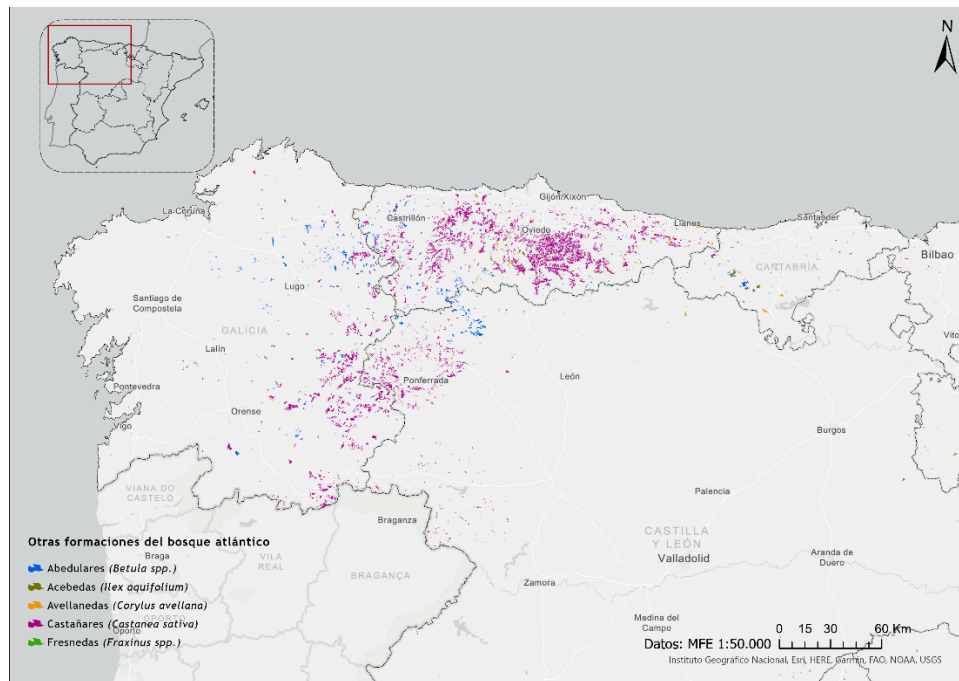 N
La Coruña
Castrillón
Gijón/Xixón
Oviedo
Llanes
Santander
Bilbao
CANTABRIA
Lugo
Santiago de
Compostela
GALICIA
Lalín
Pontevedra
Ponferrada
León
Orense
Vigo
Burgos
VIANA DO
CASTELO
Braganza
Palencia
CASTILLA
Y LEÓN
Valladolid
Aranda de
Duero
Zamora
Medina del
Campo
Braga
VILA
REAL
BRAGANÇA
OPORTO
Oporto
Otras formaciones del bosque atlántico
Abedulares (Betula spp.)
Acebedas (Ilex aquifolium)
Avellanedas (Corylus avellana)
Castañares (Castanea sativa)
Fresnedas (Fraxinus spp.)
0 15 30 60 Km
Datos: MFE 1:50.000
Instituto Geografico Nacional, Esri, HERE, Garmin, FAO, NOAA, USGS